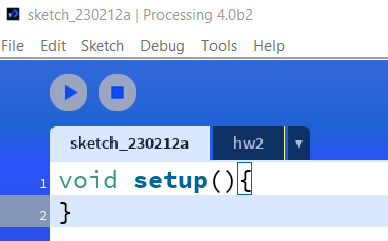 sketch_230212a | Processing 4.0b2
File Edit Sketch Debug Tools Help
sketch_230212a hw2 ▼
1 void setup(){
2 }